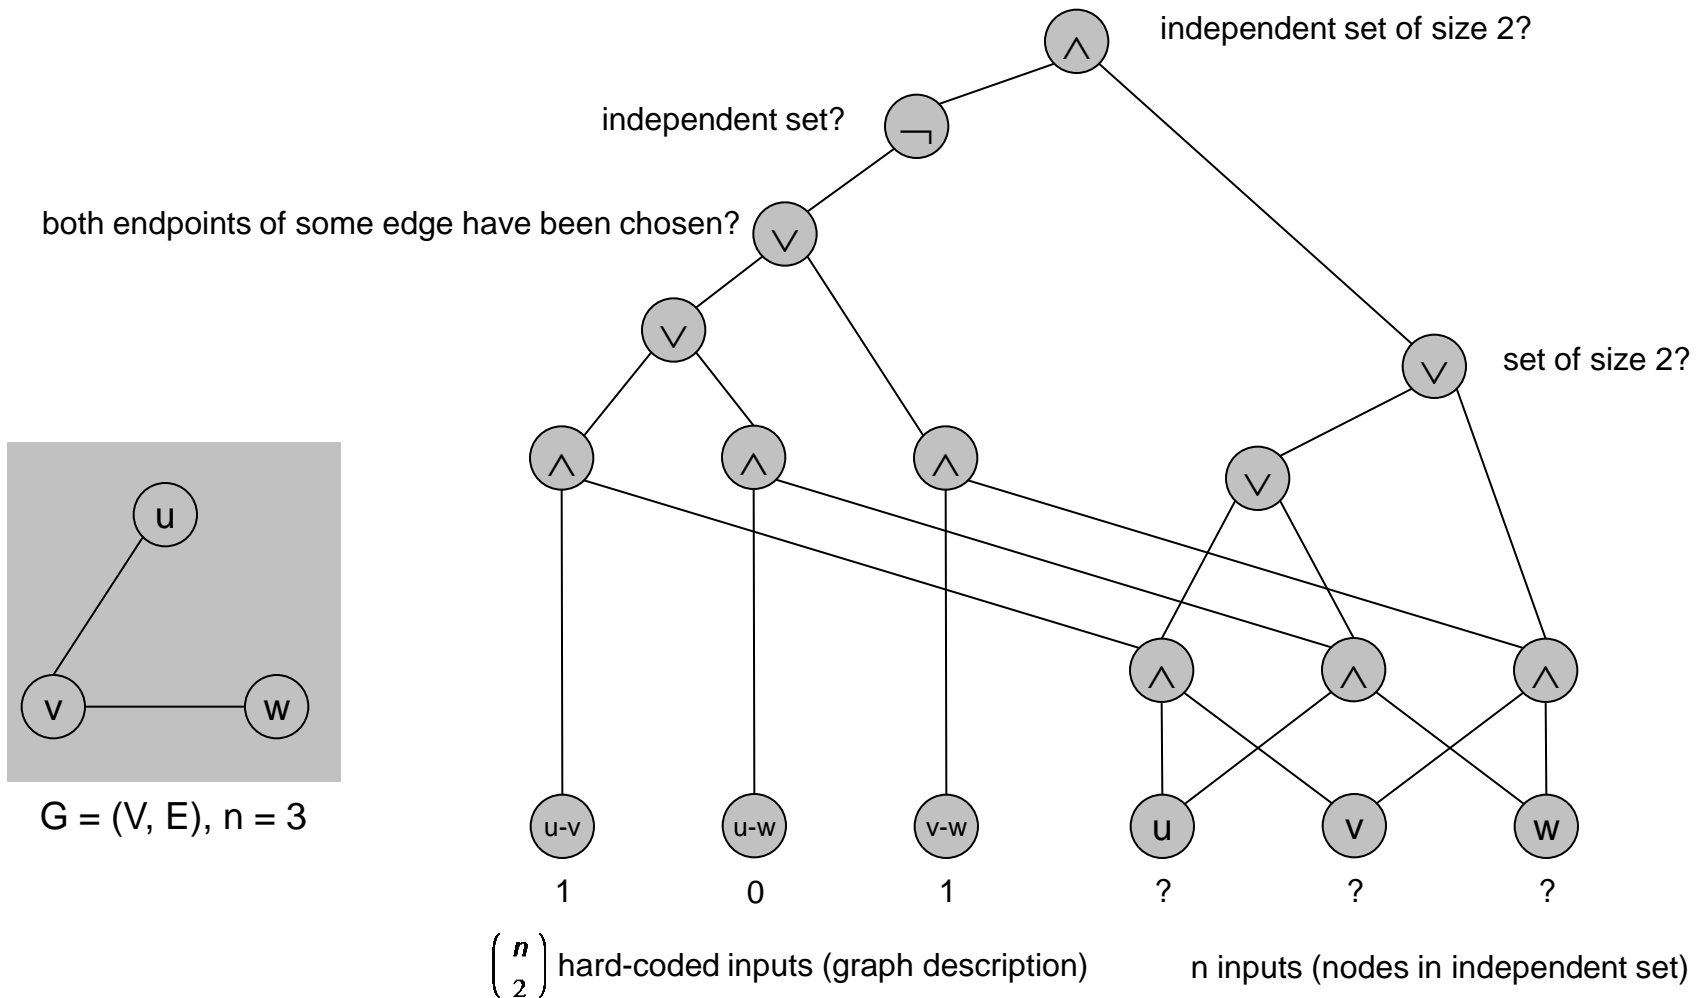 ∧
independent set of size 2?
independent set?
¬
both endpoints of some edge have been chosen?
∨
∨
∨
set of size 2?
∧
∧
∧
∨
u
v
w
∧
∧
∧
G = (V, E), n = 3
u-v
u-w
v-w
u
v
w
1
0
1
?
?
?
(n 2) hard-coded inputs (graph description)
n inputs (nodes in independent set)